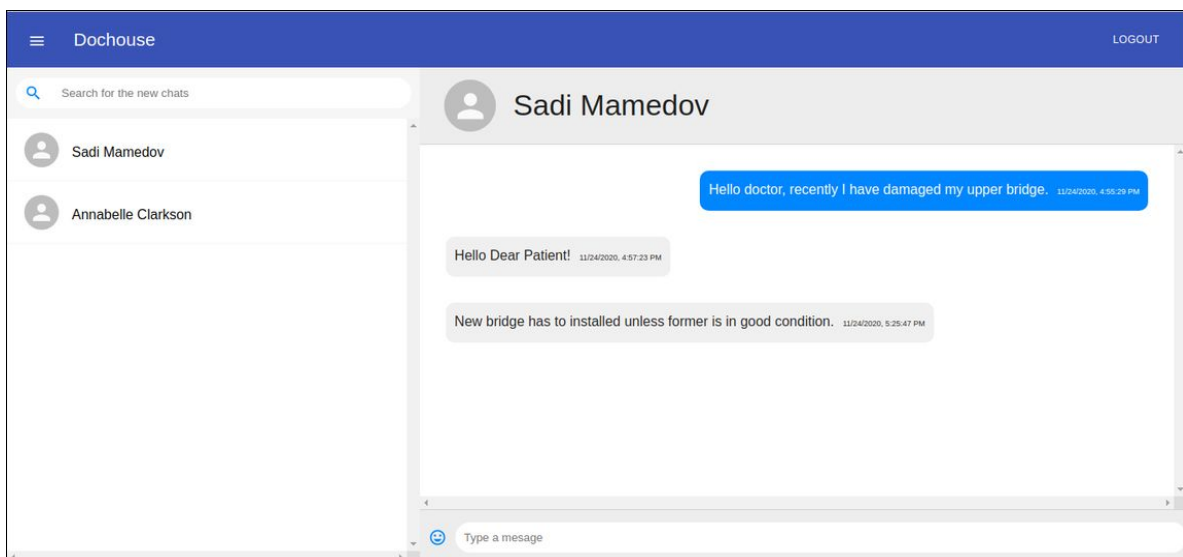 Dochouse
LOGOUT
Search for the new chats
Sadi Mamedov
Annabelle Clarkson
Sadi Mamedov
Hello doctor, recently I have damaged my upper bridge. 11/24/2020, 4:55:29 PM
Hello Dear Patient! 11/24/2020, 4:57:23 PM
New bridge has to installed unless former is in good condition. 11/24/2020, 5:25:47 PM
Type a mesage